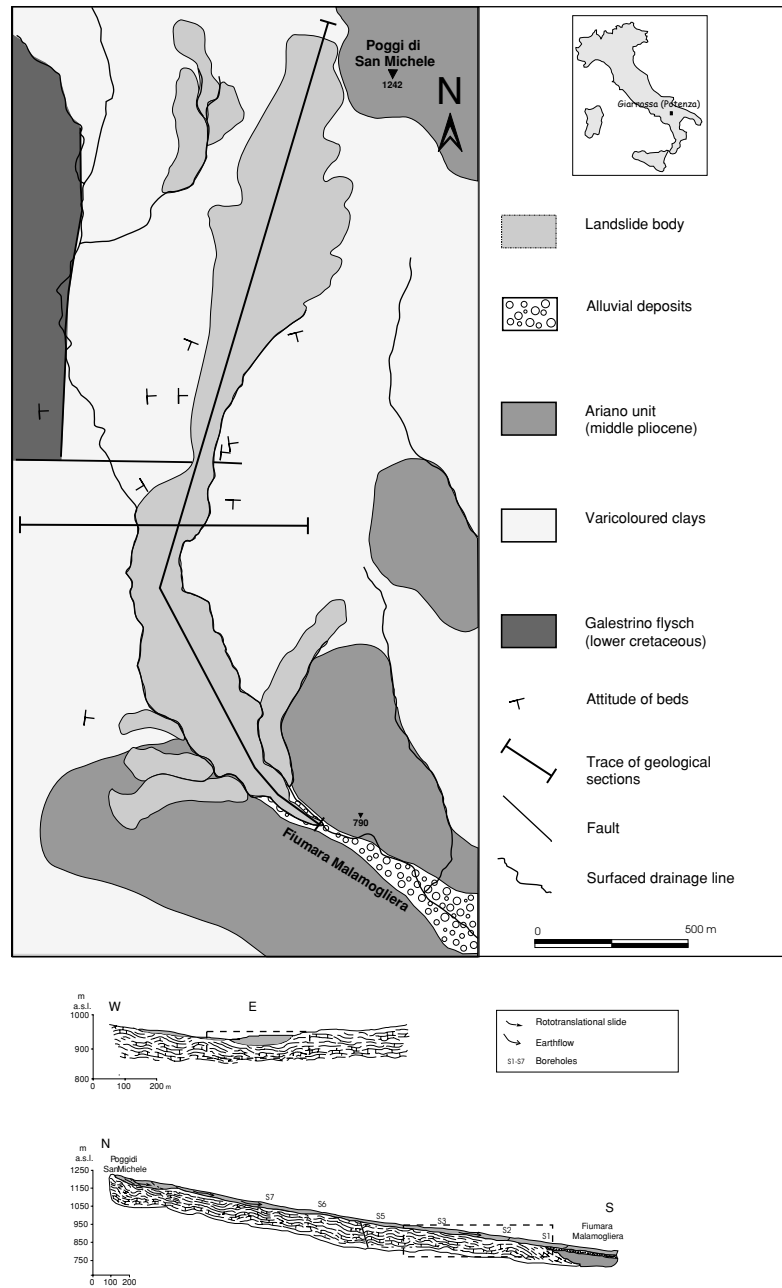 Poggi di
San Michele
1242
N
790
Fiumara Malamogliera
Giarrossa (Potenza)
Landslide body
Alluvial deposits
Ariano unit
(middle pliocene)
Varicoloured clays
Galestrino flysch
(lower cretaceous)
Attitude of beds
Trace of geological
sections
Fault
Surfaced drainage line
0 500 m
m
a.s.l.
W E
1000
900
800
0 100 200 m
Rototranslational slide
Earthflow
S1-S7 Boreholes
m
a.s.l.
N
Poggidi
SanMichele
1250
1150
1050
950
850
750
S7 S6 S5 S3 S2 S1
S
Fiumara
Malamogliera
0 100 200